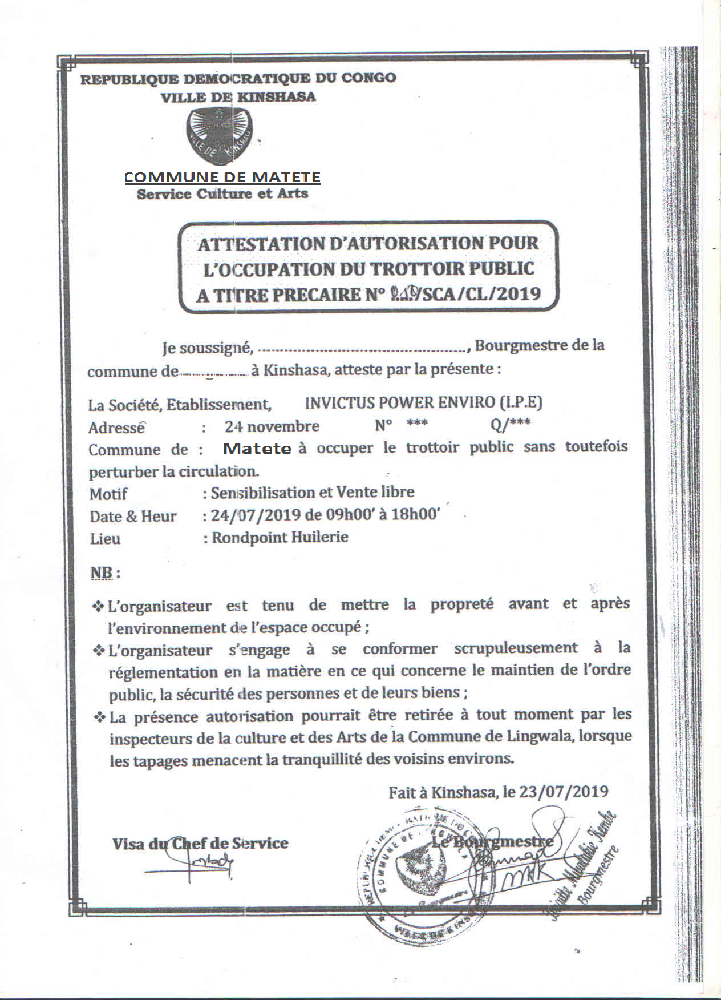 REPUBLIQUE DEMOCRATIQUE DU CONGO
VILLE DE KINSHASA
VILLE DE KINSHASA
COMMUNE DE MATETE
Service Culture et Arts
ATTESTATION D'AUTORISATION POUR
L'OCCUPATION DU TROTTOIR PUBLIC
A TITRE PRECAIRE N° /SCA/CL/2019
Je soussigné, ................................................, Bourgmestre de la
commune de................................à Kinshasa, atteste par la présente :
La Société, Etablissement, INVICTUS POWER ENVIRO (I.P.E)
Adresse : 24 novembre N° *** Q/***
Commune de : Matete à occuper le trottoir public sans toutefois
perturber la circulation.
Motif : Sensibilisation et Vente libre
Date & Heur : 24/07/2019 de 09h00' à 18h00'
Lieu : Rondpoint Huilerie
NB :
❖ L'organisateur est tenu de mettre la propreté avant et après
l'environnement de l'espace occupé ;
❖ L'organisateur s'engage à se conformer scrupuleusement à la
réglementation en la matière en ce qui concerne le maintien de l'ordre
public, la sécurité des personnes et de leurs biens ;
❖ La présence autorisation pourrait être retirée à tout moment par les
inspecteurs de la culture et des Arts de la Commune de Lingwala, lorsque
les tapages menacent la tranquillité des voisins environs.
Fait à Kinshasa, le 23/07/2019
Visa du Chef de Service Le Bourgmestre
COMMUNE DE
Le Bourgmestre
VILLE DE KINSHASA
Bourgmestre